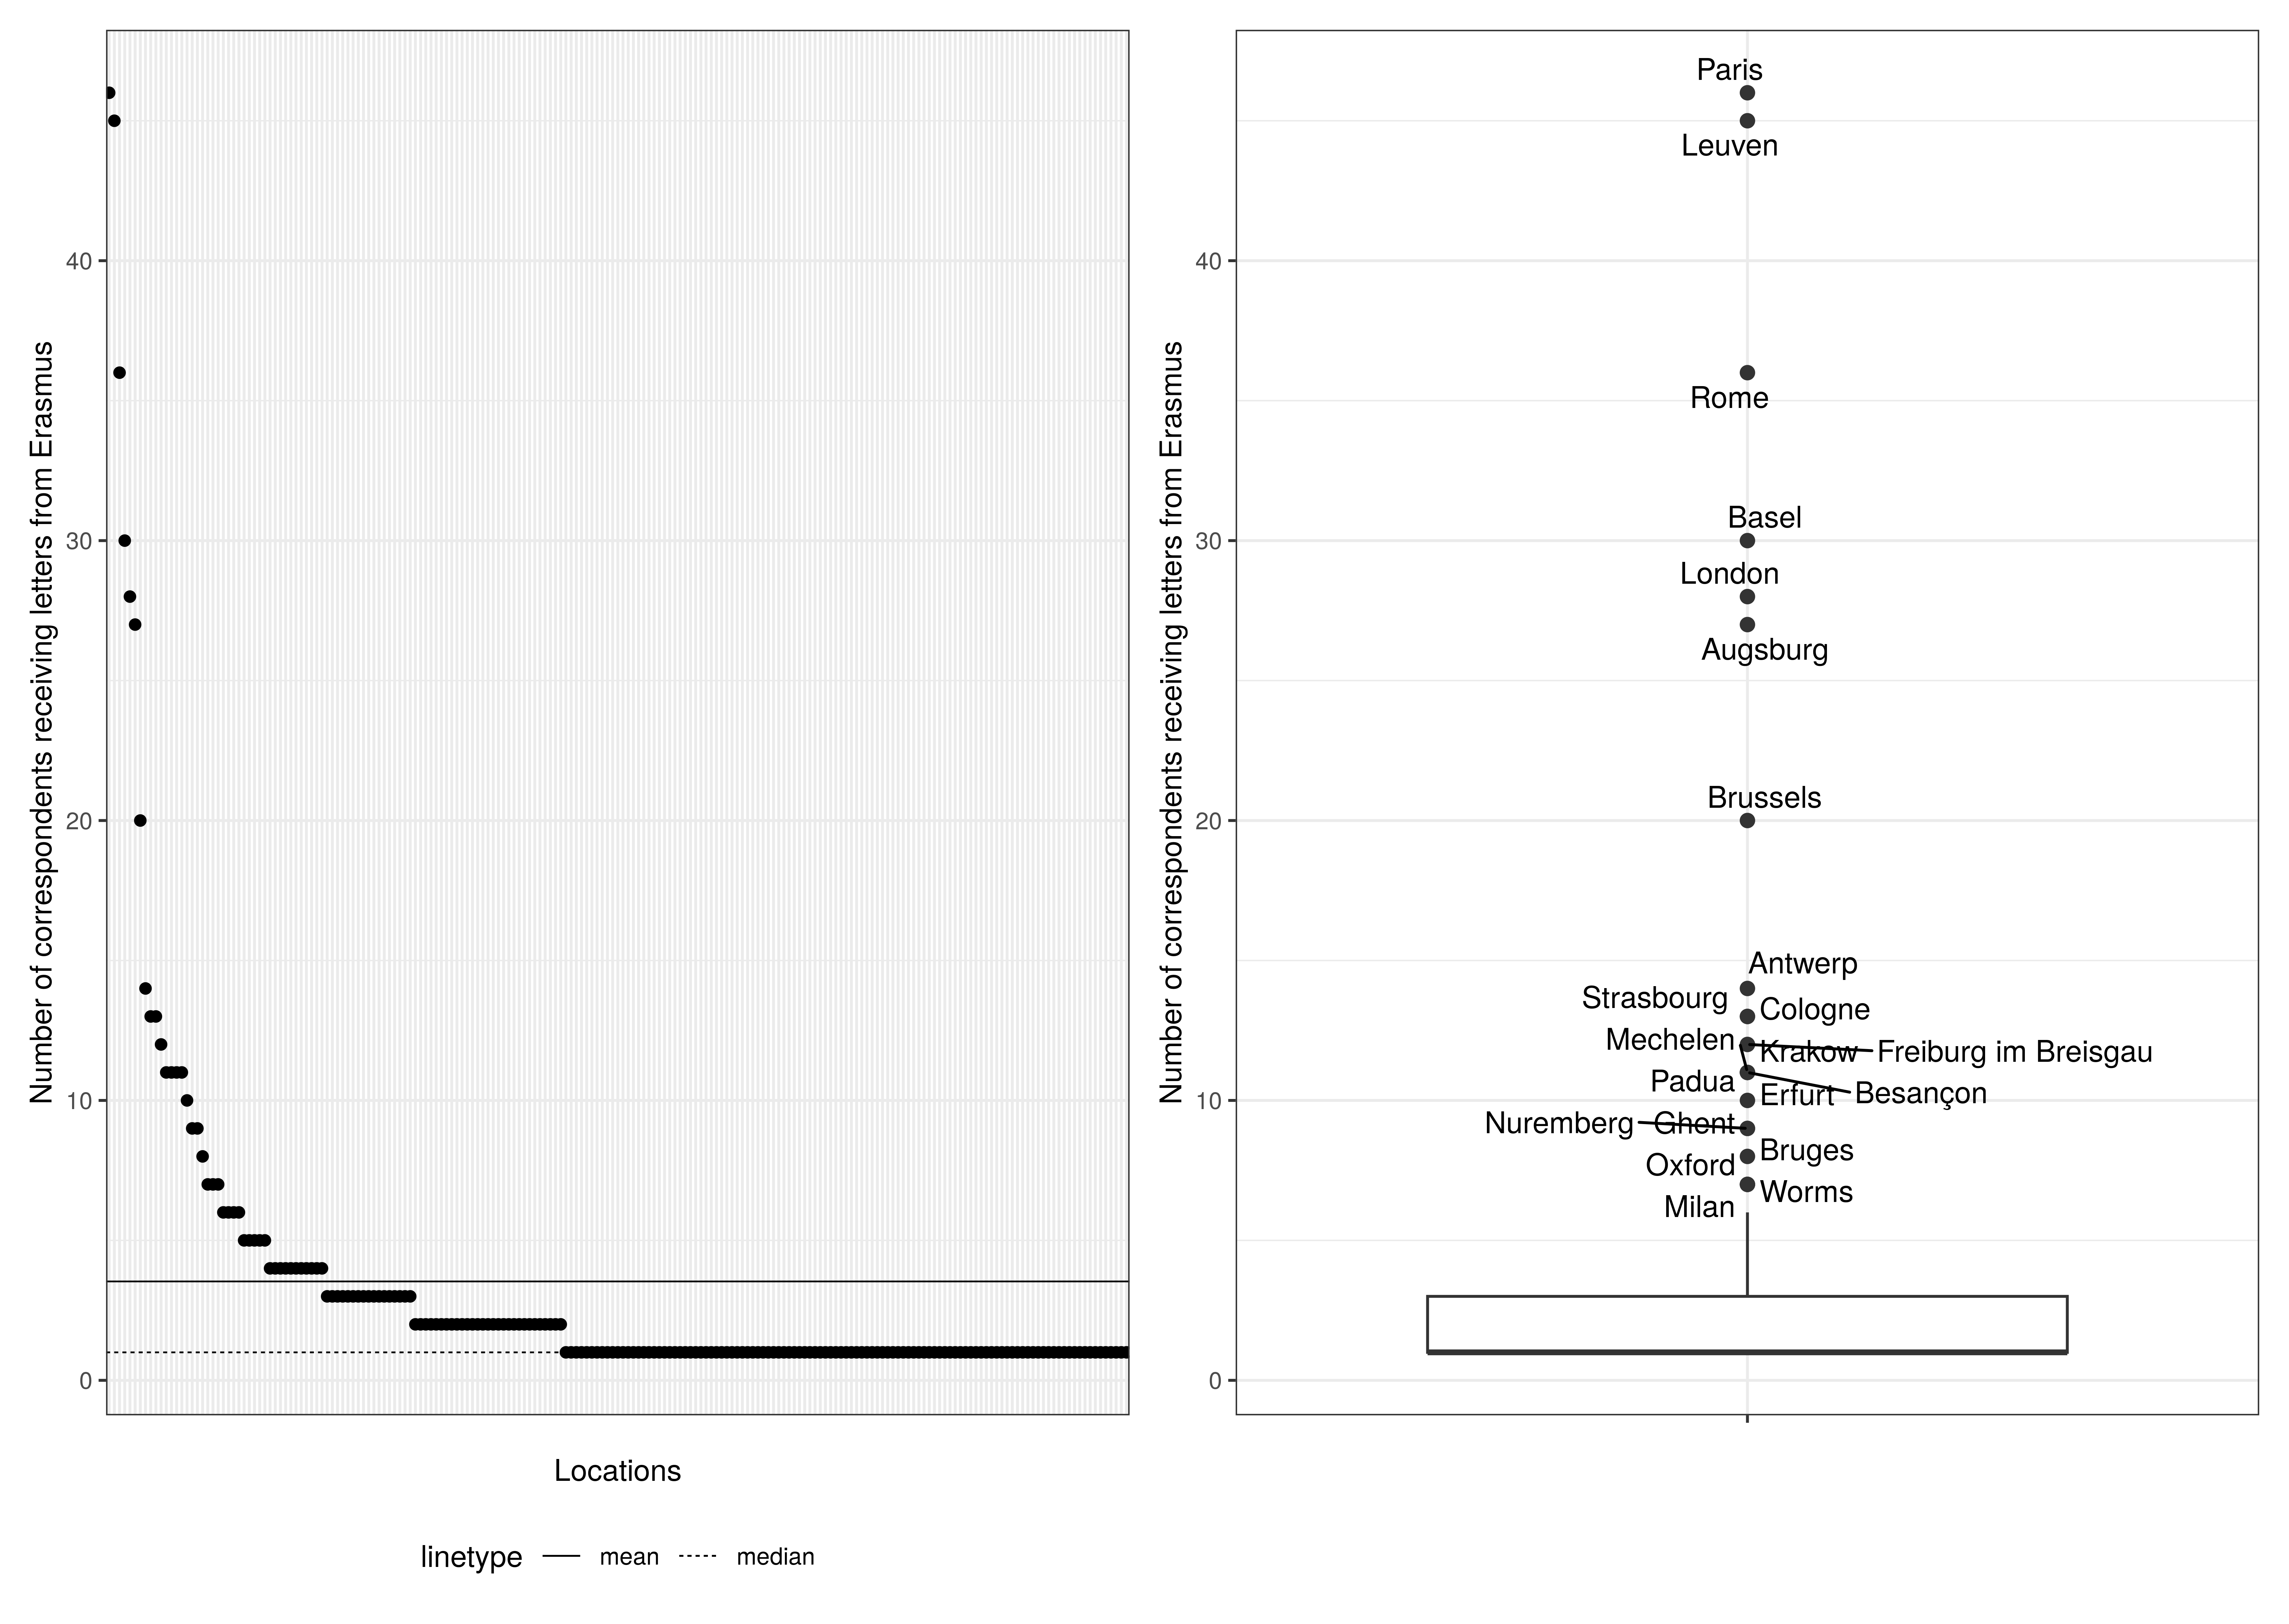 Number of correspondents receiving letters from Erasmus
40
30
20
10
0
Locations
linetype mean median
Number of correspondents receiving letters from Erasmus
40
30
20
10
0
Paris
Leuven
Rome
Basel
London
Augsburg
Brussels
Antwerp
Strasbourg
Cologne
Mechelen
Krakow
Freiburg im Breisgau
Padua
Erfurt
Besançon
Nuremberg
Ghent
Bruges
Oxford
Worms
Milan